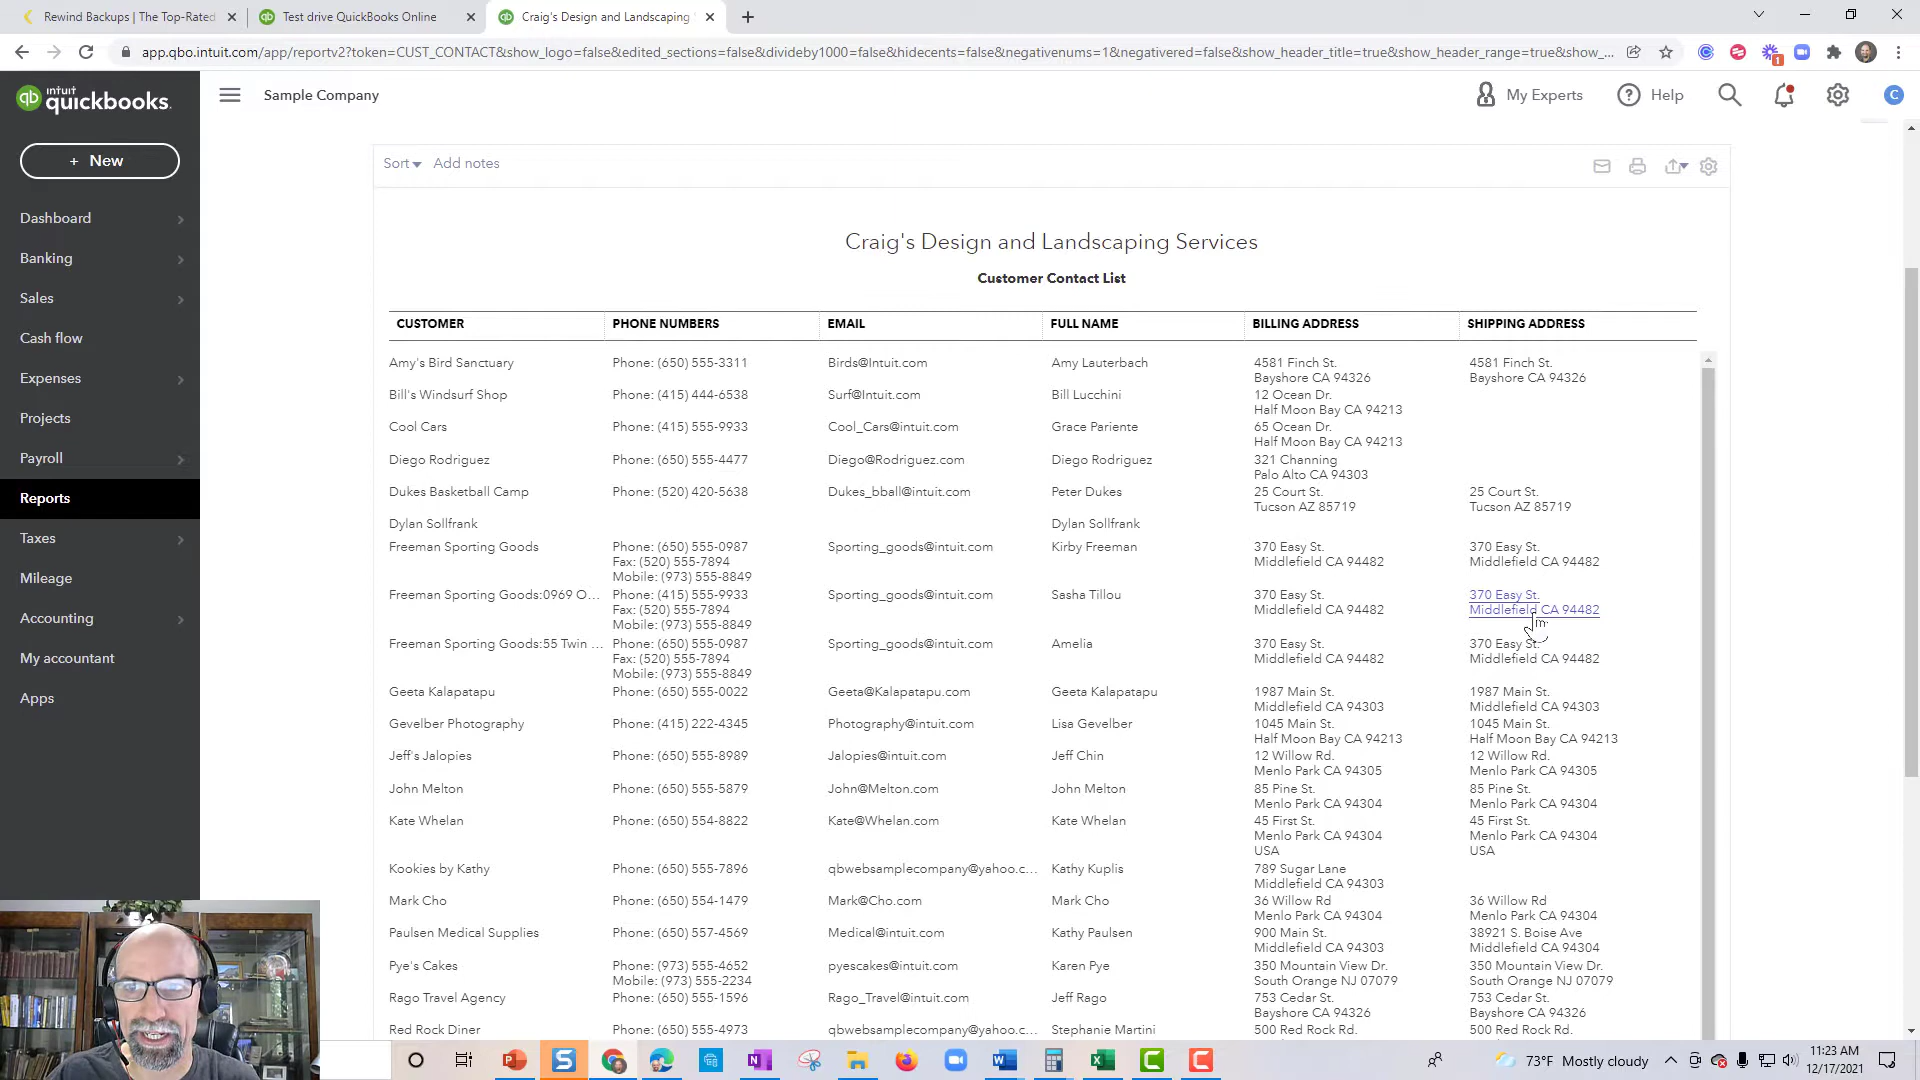 Rewind Backups | The Top-Rated
Test drive QuickBooks Online
Craig's Design and Landscaping
app.qbo.intuit.com/app/reportv2?token=CUST_CONTACT&show_logo=false&edited_sections=false&divideby1000=false&hidecents=false&negativenums=1&negativered=false&show_header_title=true&show_header_range=true&show_...
1
intuit
quickbooks.
Sample Company
My Experts
Help
C
+ New
Dashboard
Banking
Sales
Cash flow
Expenses
Projects
Payroll
Reports
Taxes
Mileage
Accounting
My accountant
Apps
Sort
Add notes
Craig's Design and Landscaping Services
Customer Contact List
CUSTOMER PHONE NUMBERS EMAIL FULL NAME BILLING ADDRESS SHIPPING ADDRESS
Amy's Bird Sanctuary Phone: (650) 555-3311 Birds@Intuit.com Amy Lauterbach 4581 Finch St. 4581 Finch St.
Bayshore CA 94326 Bayshore CA 94326
Bill's Windsurf Shop Phone: (415) 444-6538 Surf@Intuit.com Bill Lucchini 12 Ocean Dr.
Half Moon Bay CA 94213
Cool Cars Phone: (415) 555-9933 Cool_Cars@intuit.com Grace Pariente 65 Ocean Dr.
Half Moon Bay CA 94213
Diego Rodriguez Phone: (650) 555-4477 Diego@Rodriguez.com Diego Rodriguez 321 Channing
Palo Alto CA 94303
Dukes Basketball Camp Phone: (520) 420-5638 Dukes_bball@intuit.com Peter Dukes 25 Court St. 25 Court St.
Tucson AZ 85719 Tucson AZ 85719
Dylan Sollfrank Dylan Sollfrank
Freeman Sporting Goods Phone: (650) 555-0987 Sporting_goods@intuit.com Kirby Freeman 370 Easy St. 370 Easy St.
Fax: (520) 555-7894 Middlefield CA 94482 Middlefield CA 94482
Mobile: (973) 555-8849
Freeman Sporting Goods:0969 O... Phone: (415) 555-9933 Sporting_goods@intuit.com Sasha Tillou 370 Easy St. 370 Easy St.
Fax: (520) 555-7894 Middlefield CA 94482 Middlefield CA 94482
Mobile: (973) 555-8849
Freeman Sporting Goods:55 Twin ... Phone: (650) 555-0987 Sporting_goods@intuit.com Amelia 370 Easy St. 370 Easy St.
Fax: (520) 555-7894 Middlefield CA 94482 Middlefield CA 94482
Mobile: (973) 555-8849
Geeta Kalapatapu Phone: (650) 555-0022 Geeta@Kalapatapu.com Geeta Kalapatapu 1987 Main St. 1987 Main St.
Middlefield CA 94303 Middlefield CA 94303
Gevelber Photography Phone: (415) 222-4345 Photography@intuit.com Lisa Gevelber 1045 Main St. 1045 Main St.
Half Moon Bay CA 94213 Half Moon Bay CA 94213
Jeff's Jalopies Phone: (650) 555-8989 Jalopies@intuit.com Jeff Chin 12 Willow Rd. 12 Willow Rd.
Menlo Park CA 94305 Menlo Park CA 94305
John Melton Phone: (650) 555-5879 John@Melton.com John Melton 85 Pine St. 85 Pine St.
Menlo Park CA 94304 Menlo Park CA 94304
Kate Whelan Phone: (650) 554-8822 Kate@Whelan.com Kate Whelan 45 First St. 45 First St.
Menlo Park CA 94304 Menlo Park CA 94304
USA USA
Kookies by Kathy Phone: (650) 555-7896 qbwebsamplecompany@yahoo.c... Kathy Kuplis 789 Sugar Lane
Middlefield CA 94303
Mark Cho Phone: (650) 554-1479 Mark@Cho.com Mark Cho 36 Willow Rd 36 Willow Rd
Menlo Park CA 94304 Menlo Park CA 94304
Paulsen Medical Supplies Phone: (650) 557-4569 Medical@intuit.com Kathy Paulsen 900 Main St. 38921 S. Boise Ave
Middlefield CA 94303 Middlefield CA 94304
Pye's Cakes Phone: (973) 555-4652 pyescakes@intuit.com Karen Pye 350 Mountain View Dr. 350 Mountain View Dr.
Mobile: (973) 555-2234 South Orange NJ 07079 South Orange NJ 07079
Rago Travel Agency Phone: (650) 555-1596 Rago_Travel@intuit.com Jeff Rago 753 Cedar St. 753 Cedar St.
Bayshore CA 94326 Bayshore CA 94326
Red Rock Diner Phone: (650) 555-4973 qbwebsamplecompany@yahoo.c... Stephanie Martini 500 Red Rock Rd. 500 Red Rock Rd.
73°F Mostly cloudy
11:23 AM
12/17/2021